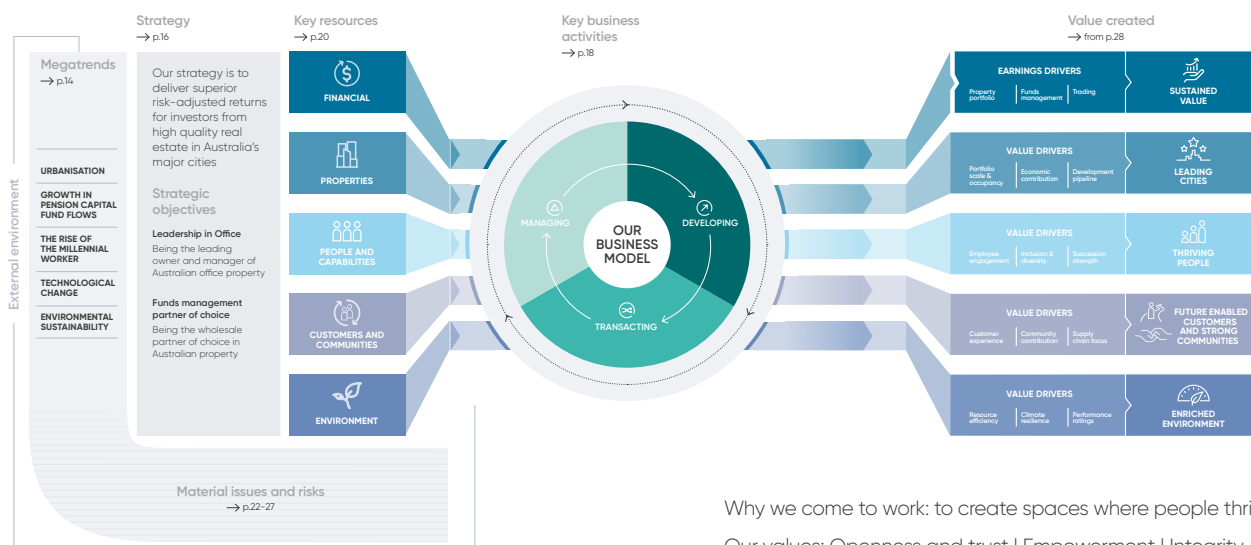 Strategy
→ p.16
Key resources
→ p.20
Key business
activities
→ p.18
Value created
→ from p.28
External environment
Megatrends
→ p.14
URBANISATION
GROWTH IN
PENSION CAPITAL
FUND FLOWS
THE RISE OF
THE MILLENNIAL
WORKER
TECHNOLOGICAL
CHANGE
ENVIRONMENTAL
SUSTAINABILITY
Our strategy is to
deliver superior
risk-adjusted returns
for investors from
high quality real
estate in Australia's
major cities
Strategic
objectives
Leadership in Office
Being the leading
owner and manager of
Australian office property
Funds management
partner of choice
Being the wholesale
partner of choice in
Australian property
FINANCIAL
PROPERTIES
PEOPLE AND
CAPABILITIES
CUSTOMERS AND
COMMUNITIES
ENVIRONMENT
OUR
BUSINESS
MODEL
MANAGING
DEVELOPING
TRANSACTING
EARNINGS DRIVERS
Property
portfolio
Funds
management
Trading
SUSTAINED
VALUE
VALUE DRIVERS
Portfolio
scale &
occupancy
Economic
contribution
Development
pipeline
LEADING
CITIES
VALUE DRIVERS
Employee
engagement
Inclusion &
diversity
Succession
strength
THRIVING
PEOPLE
VALUE DRIVERS
Customer
experience
Community
contribution
Supply
chain focus
FUTURE ENABLED
CUSTOMERS
AND STRONG
COMMUNITIES
VALUE DRIVERS
Resource
efficiency
Climate
resilience
Performance
ratings
ENRICHED
ENVIRONMENT
Material issues and risks
→ p.22-27
Why we come to work: to create spaces where people thri
Our values: Openness and trust | Empowerment | Integrity